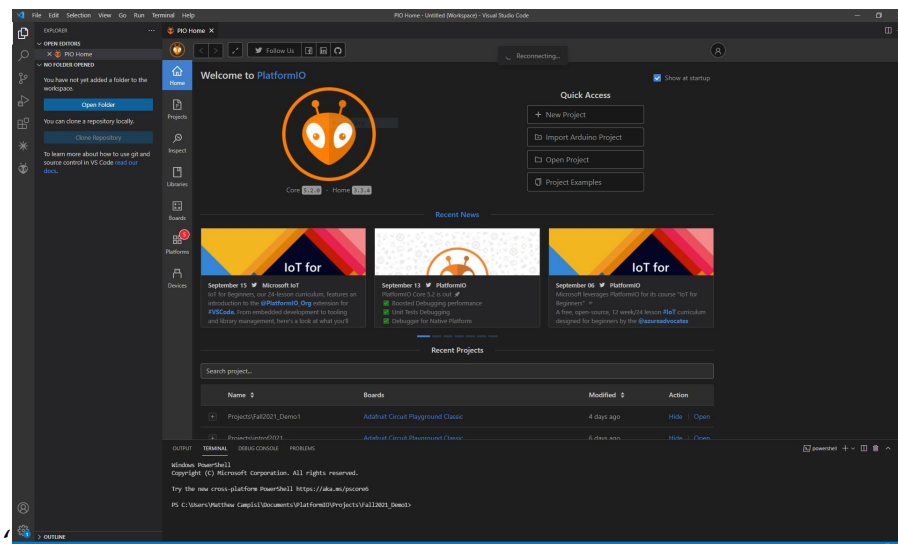 File Edit Selection View Go Run Terminal Help
PIO Home - Untitled (Workspace) - Visual Studio Code
EXPLORER
OPEN EDITORS
PIO Home
NO FOLDER OPENED
You have not yet added a folder to the
workspace.
Open Folder
You can clone a repository locally.
Clone Repository
To learn more about how to use git and
source control in VS Code read our
docs.
OUTLINE
PIO Home
Follow Us
Reconnecting...
Home
Projects
Inspect
Libraries
Boards
5
Platforms
Devices
Welcome to PlatformIO
Show at startup
Core 5.2.0 - Home 3.3.4
Quick Access
+ New Project
Import Arduino Project
Open Project
Project Examples
Recent News
IoT for
September 15 Microsoft IoT
IoT for Beginners, our 24-lesson curriculum, features an
introduction to the @PlatformIO_Org extension for
#VSCode. From embedded development to tooling
and library management, here's a look at what you'll
September 13 PlatformIO
PlatformIO Core 5.2 is out
Boosted Debugging performance
Unit Tests Debugging
Debugger for Native Platform
IoT for
September 06 PlatformIO
Microsoft leverages PlatformIO for its course "IoT for
Beginners"
A free, open-source, 12 week/24 lesson #IoT curriculum
designed for beginners by the @azureadvocates
Recent Projects
Search project...
Name Boards Modified Action
Projects\Fall2021_Demo1 Adafruit Circuit Playground Classic 4 days ago Hide | Open
Projects\introf2021 Adafruit Circuit Playground Classic 6 days ago Hide | Open
OUTPUT TERMINAL DEBUG CONSOLE PROBLEMS
powershell
Windows PowerShell
Copyright (C) Microsoft Corporation. All rights reserved.
Try the new cross-platform PowerShell https://aka.ms/pscore6
PS C:\Users\Matthew Campisi\Documents\PlatformIO\Projects\Fall2021_Demo1>